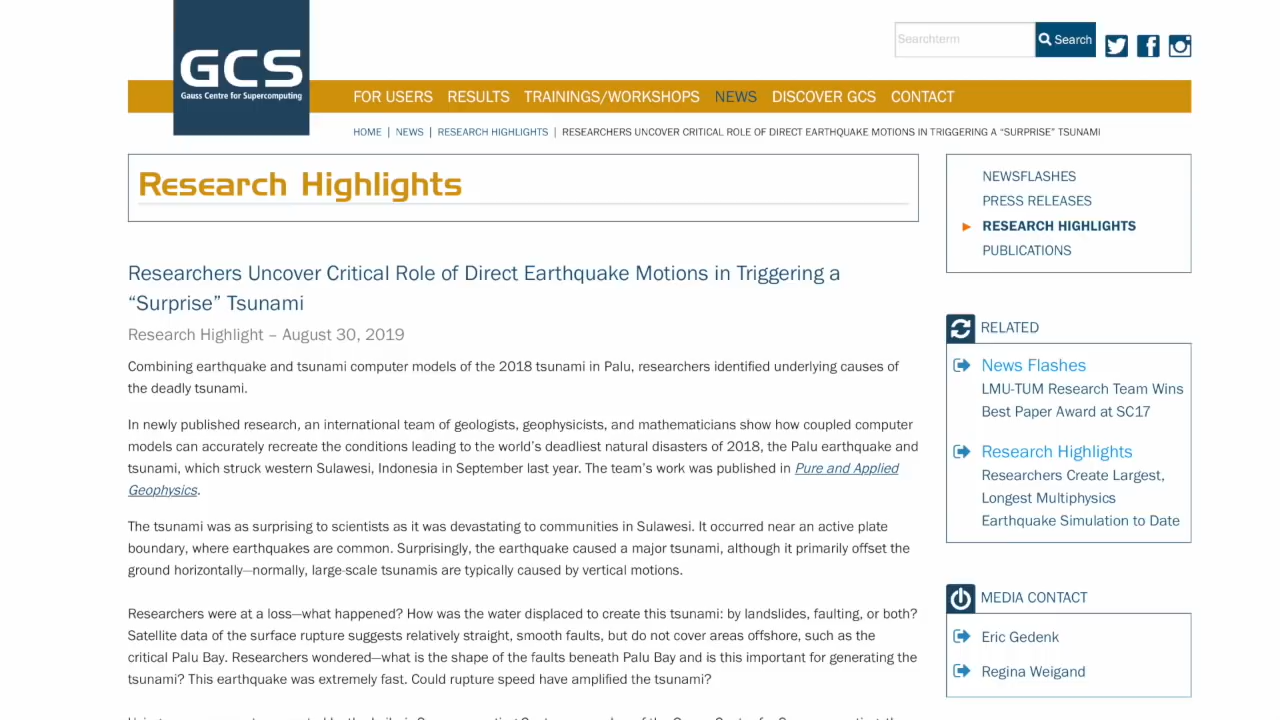 GCS
Gauss Centre for Supercomputing
Searchterm
Search
FOR USERS RESULTS TRAININGS/WORKSHOPS NEWS DISCOVER GCS CONTACT
HOME | NEWS | RESEARCH HIGHLIGHTS | RESEARCHERS UNCOVER CRITICAL ROLE OF DIRECT EARTHQUAKE MOTIONS IN TRIGGERING A “SURPRISE” TSUNAMI
Research Highlights
Researchers Uncover Critical Role of Direct Earthquake Motions in Triggering a
“Surprise” Tsunami
Research Highlight – August 30, 2019
Combining earthquake and tsunami computer models of the 2018 tsunami in Palu, researchers identified underlying causes of
the deadly tsunami.
In newly published research, an international team of geologists, geophysicists, and mathematicians show how coupled computer
models can accurately recreate the conditions leading to the world’s deadliest natural disasters of 2018, the Palu earthquake and
tsunami, which struck western Sulawesi, Indonesia in September last year. The team’s work was published in Pure and Applied
Geophysics.
The tsunami was as surprising to scientists as it was devastating to communities in Sulawesi. It occurred near an active plate
boundary, where earthquakes are common. Surprisingly, the earthquake caused a major tsunami, although it primarily offset the
ground horizontally—normally, large-scale tsunamis are typically caused by vertical motions.
Researchers were at a loss—what happened? How was the water displaced to create this tsunami: by landslides, faulting, or both?
Satellite data of the surface rupture suggests relatively straight, smooth faults, but do not cover areas offshore, such as the
critical Palu Bay. Researchers wondered—what is the shape of the faults beneath Palu Bay and is this important for generating the
tsunami? This earthquake was extremely fast. Could rupture speed have amplified the tsunami?
NEWSFLASHES
PRESS RELEASES
RESEARCH HIGHLIGHTS
PUBLICATIONS
RELATED
News Flashes
LMU-TUM Research Team Wins
Best Paper Award at SC17
Research Highlights
Researchers Create Largest,
Longest Multiphysics
Earthquake Simulation to Date
MEDIA CONTACT
Eric Gedenk
Regina Weigand